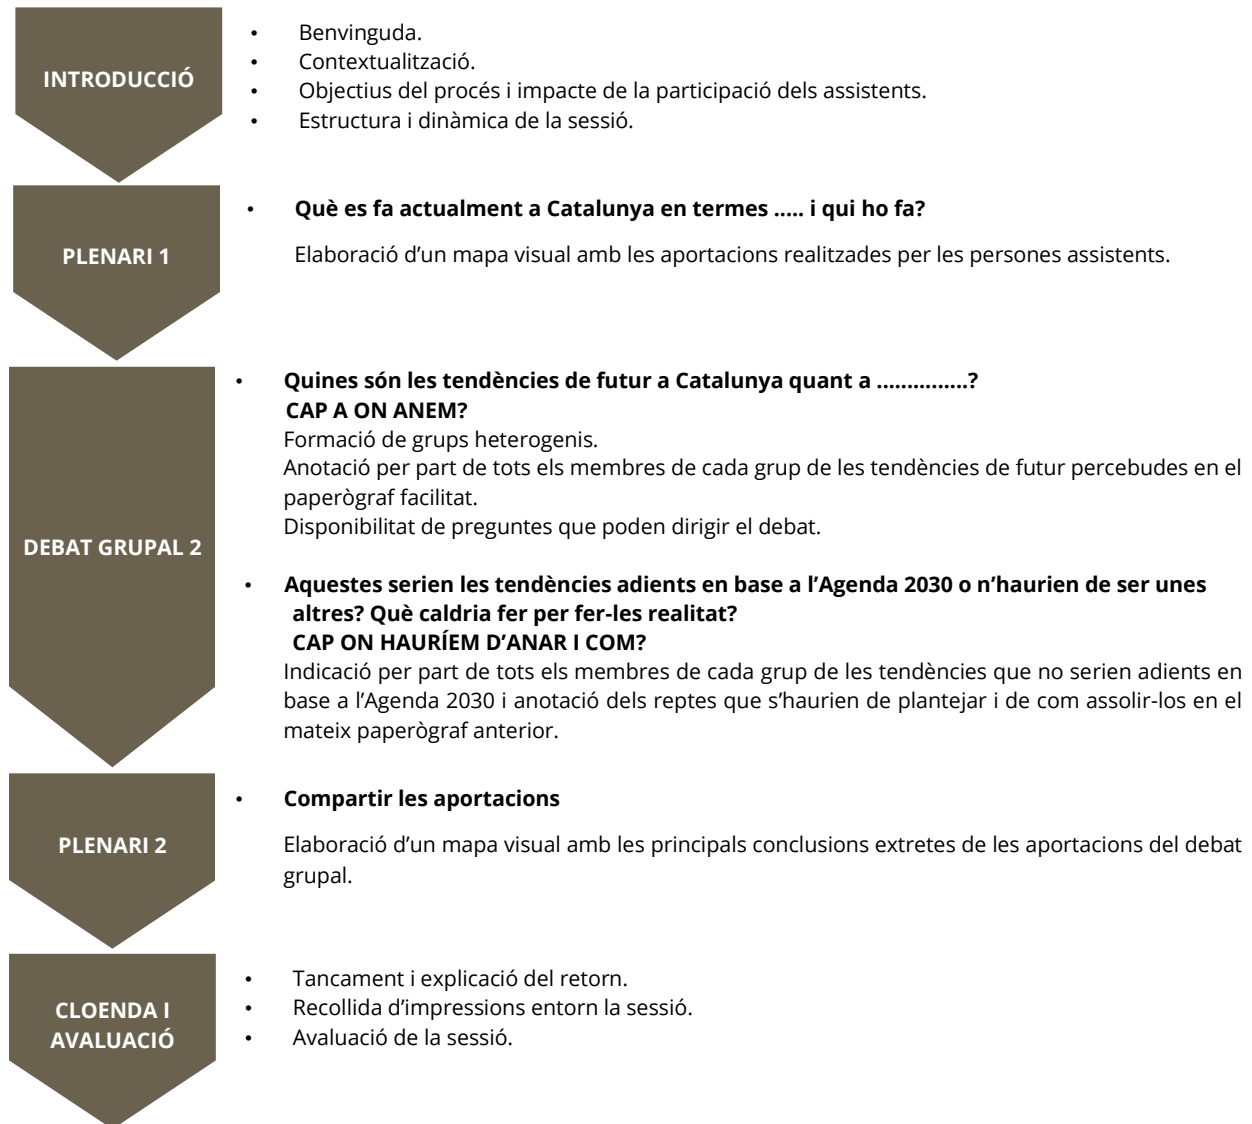 INTRODUCCIÓ
• Benvinguda.
• Contextualització.
• Objectius del procés i impacte de la participació dels assistents.
• Estructura i dinàmica de la sessió.
PLENARI 1
• Què es fa actualment a Catalunya en termes ..... i qui ho fa?
Elaboració d’un mapa visual amb les aportacions realitzades per les persones assistents.
DEBAT GRUPAL 2
• Quines són les tendències de futur a Catalunya quant a ...............?
CAP A ON ANEM?
Formació de grups heterogenis.
Anotació per part de tots els membres de cada grup de les tendències de futur percebudes en el
paperògraf facilitat.
Disponibilitat de preguntes que poden dirigir el debat.
• Aquestes serien les tendències adients en base a l’Agenda 2030 o n’haurien de ser unes
altres? Què caldria fer per fer-les realitat?
CAP ON HAURÍEM D’ANAR I COM?
Indicació per part de tots els membres de cada grup de les tendències que no serien adients en
base a l’Agenda 2030 i anotació dels reptes que s’haurien de plantejar i de com assolir-los en el
mateix paperògraf anterior.
PLENARI 2
• Compartir les aportacions
Elaboració d’un mapa visual amb les principals conclusions extretes de les aportacions del debat
grupal.
CLOENDA I
AVALUACIÓ
• Tancament i explicació del retorn.
• Recollida d’impressions entorn la sessió.
• Avaluació de la sessió.